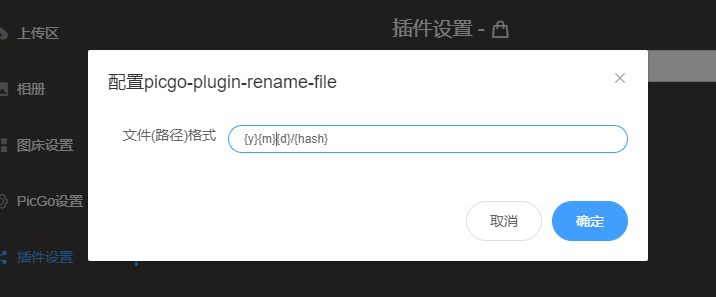 上传区
相册
图床设置
PicGo设置
插件设置
插件设置 -
配置picgo-plugin-rename-file
文件(路径)格式
{y}{m}{d}/{hash}
取消
确定